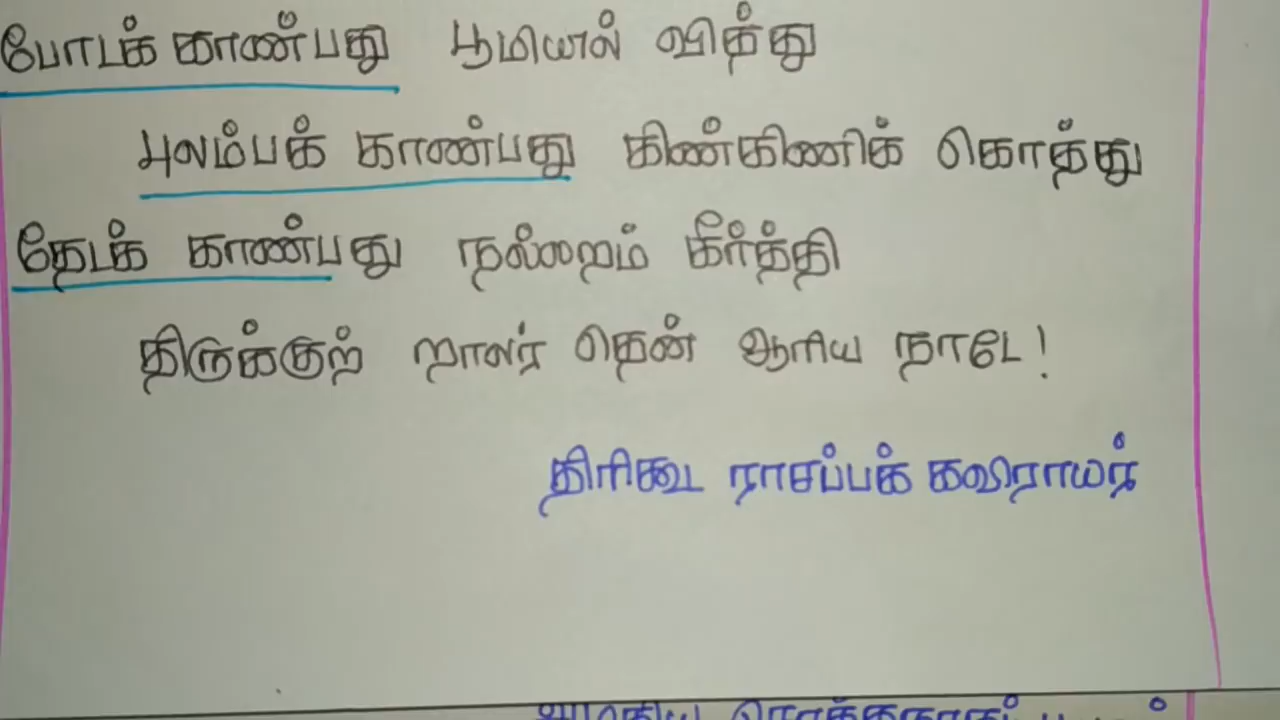 போடக் காண்பது பூமியில் வித்து
புலம்பக் காண்பது கிண்கிணிக் கொத்து
தேடக் காண்பது நல்லறம் கீர்த்தி
திருக்குற் றாலர் தென் ஆரிய நாடே!
திரிகூட ராசப்பக் கவிராயர்